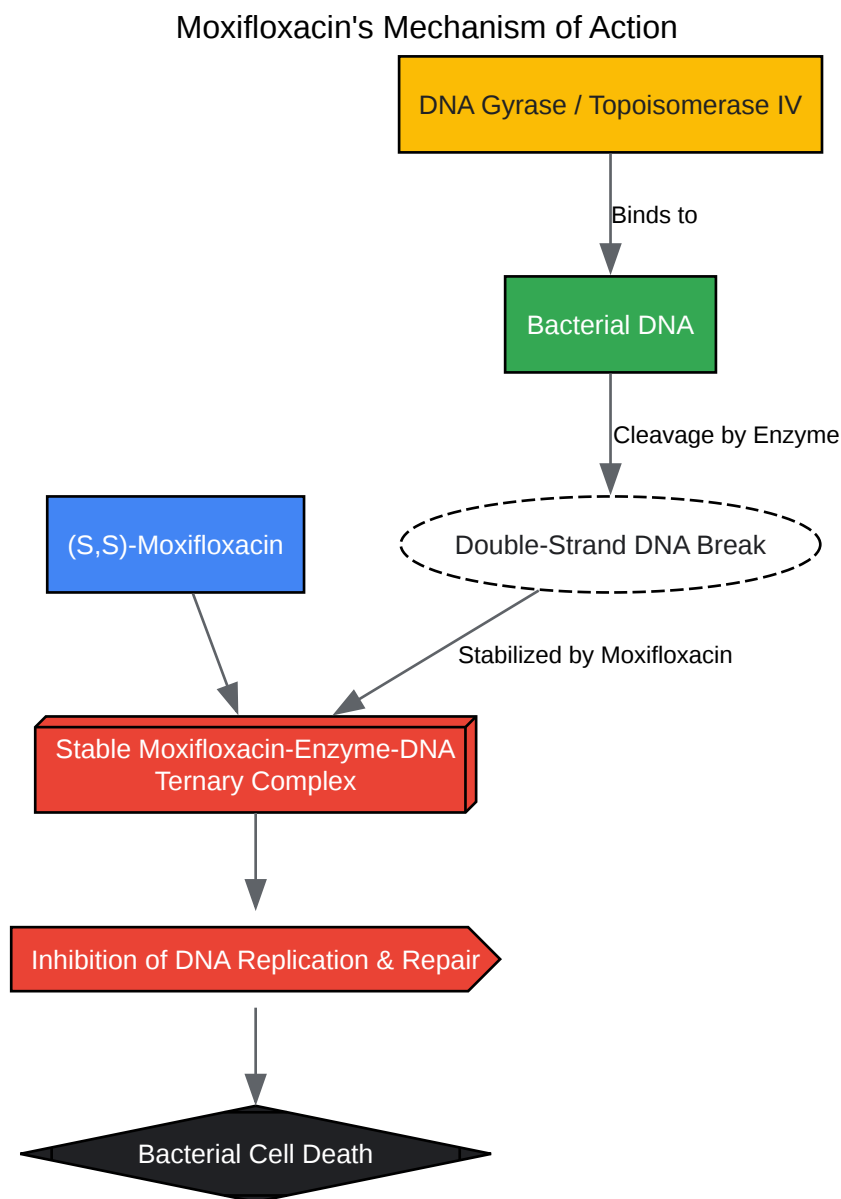 Moxifloxacin's Mechanism of Action
DNA Gyrase / Topoisomerase IV
Binds to
Bacterial DNA
Cleavage by Enzyme
(S,S)-Moxifloxacin
Double-Strand DNA Break
Stabilized by Moxifloxacin
Stable Moxifloxacin-Enzyme-DNA
Ternary Complex
Inhibition of DNA Replication & Repair
Bacterial Cell Death